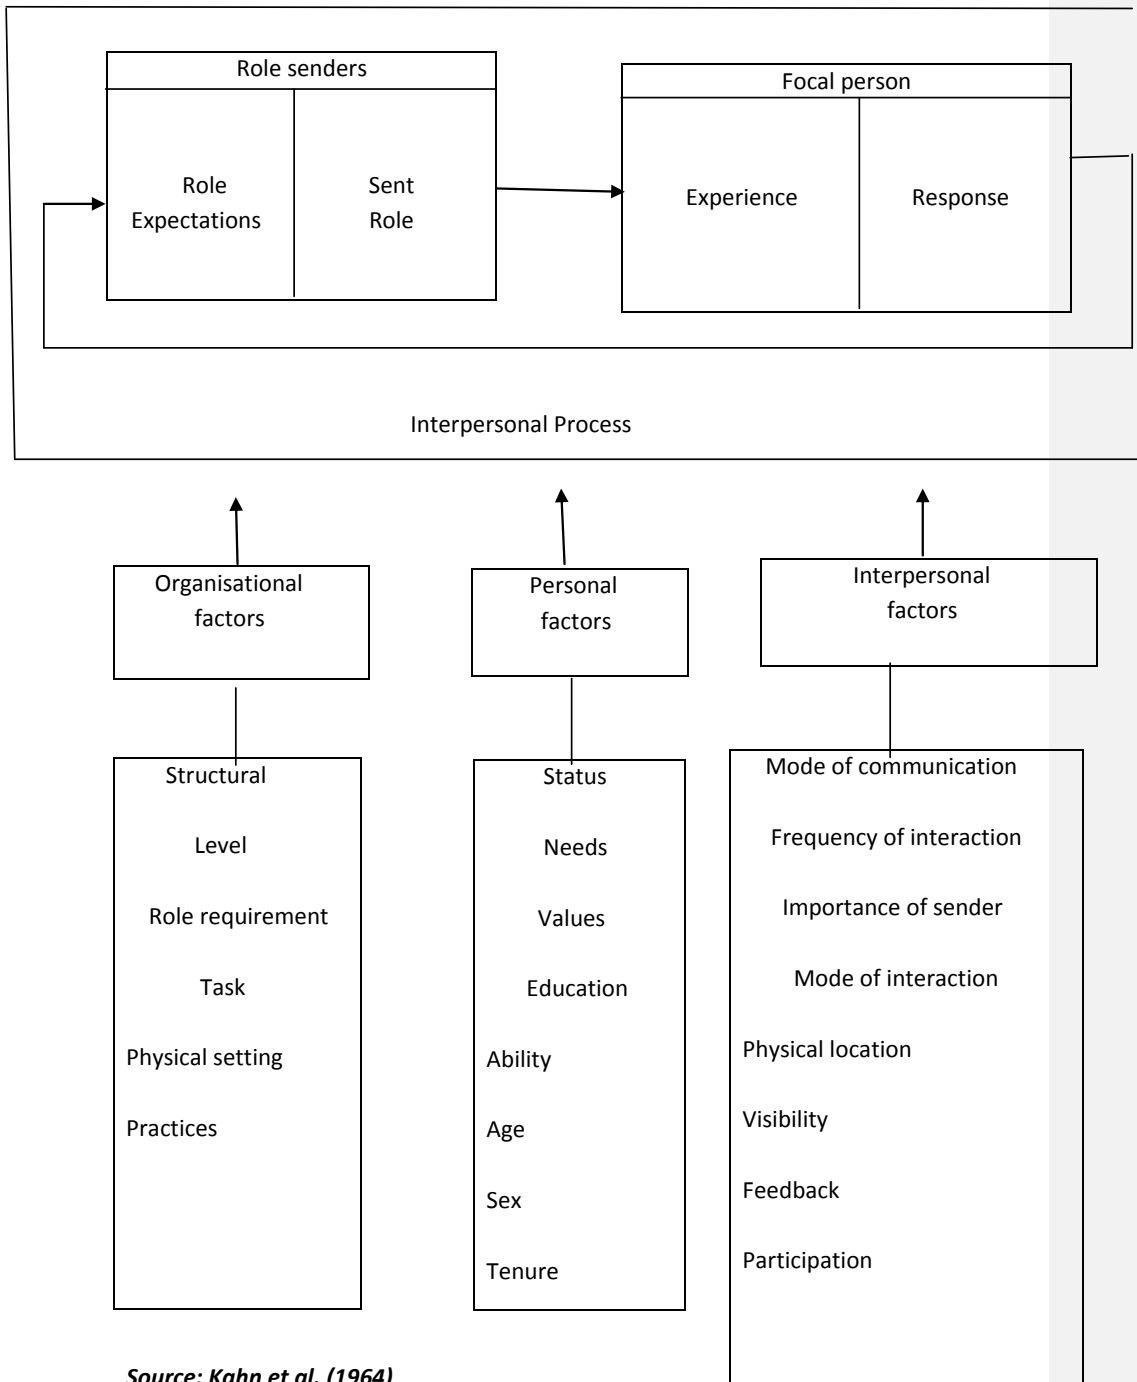 Role senders
Focal person
Role
Expectations
Sent
Role
Experience
Response
Interpersonal Process
Organisational
factors
Personal
factors
Interpersonal
factors
Structural
Level
Role requirement
Task
Physical setting
Practices
Status
Needs
Values
Education
Ability
Age
Sex
Tenure
Mode of communication
Frequency of interaction
Importance of sender
Mode of interaction
Physical location
Visibility
Feedback
Participation
Source: Kahn et al. (1964)